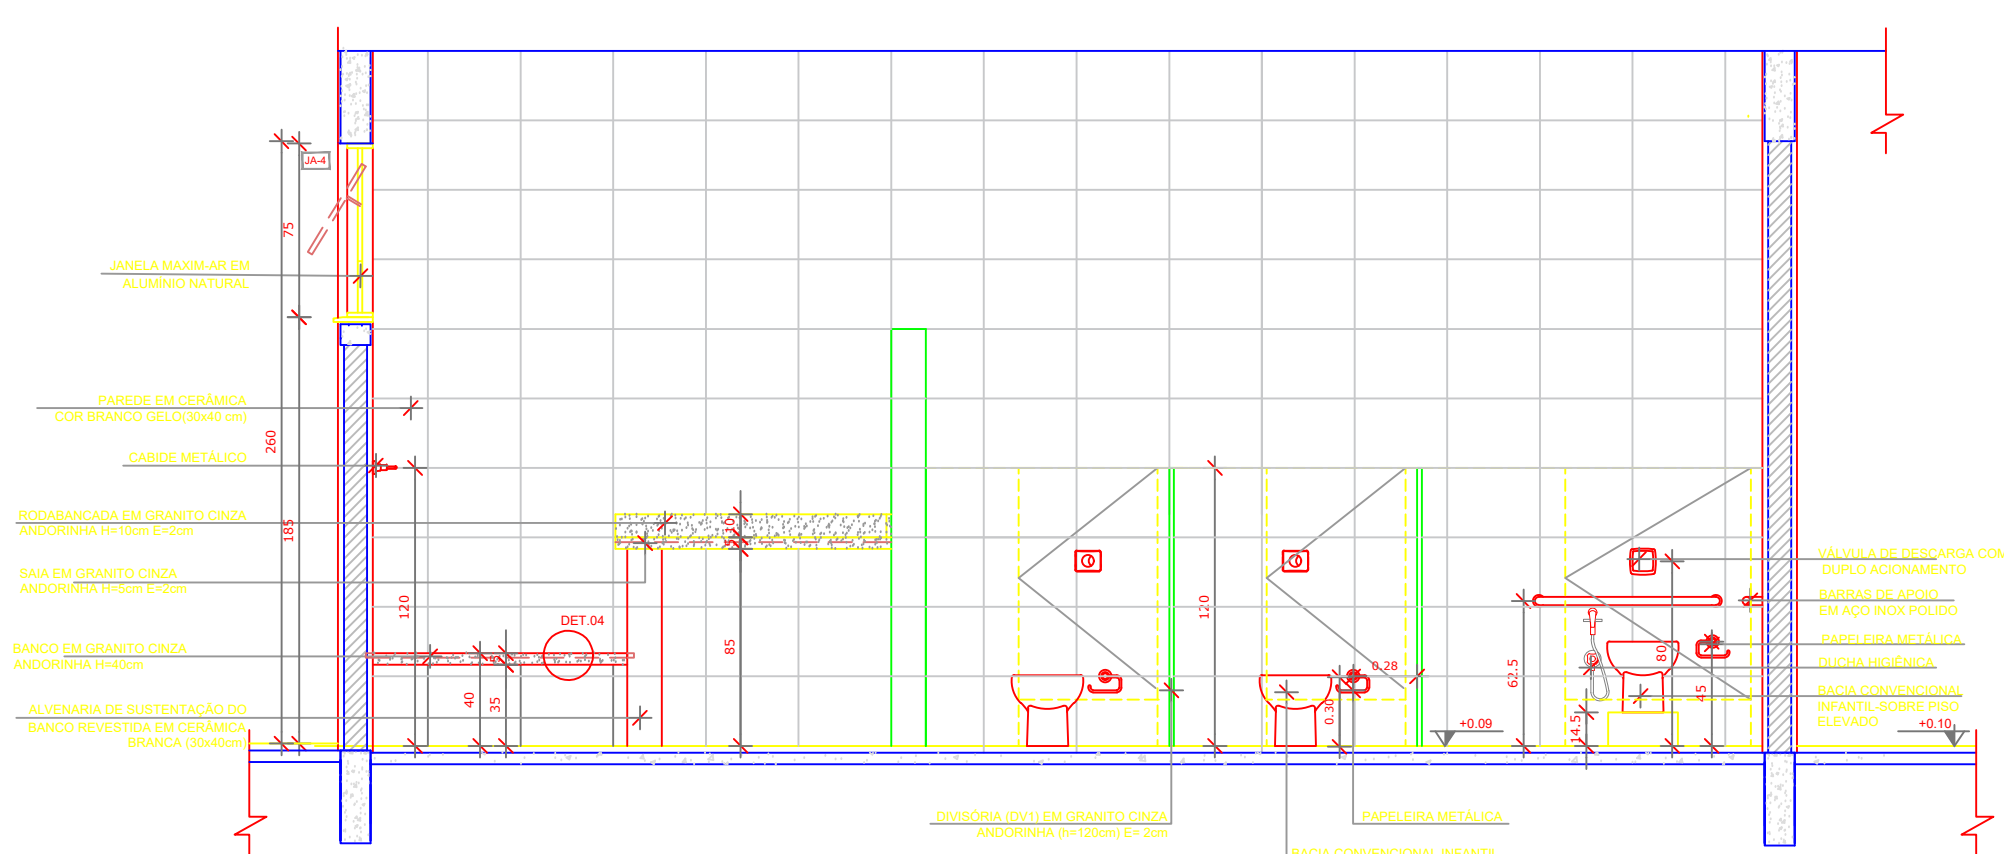 JA-4
75
JANELA MAXIM-AR EM
ALUMÍNIO NATURAL
PAREDE EM CERÂMICA
COR BRANCO GELO(30x40 cm)
260
CABIDE METÁLICO
RODABANCADA EM GRANITO CINZA
ANDORINHA H=10cm E=2cm
185
10
5
SAIA EM GRANITO CINZA
ANDORINHA H=5cm E=2cm
120
120
DET.04
85
BANCO EM GRANITO CINZA
ANDORINHA H=40cm
5
40
35
ALVENARIA DE SUSTENTAÇÃO DO
BANCO REVESTIDA EM CERÂMICA
BRANCA (30x40cm)
0.28
0.30
+0.09
62.5
14.5
80
45
VÁLVULA DE DESCARGA COM
DUPLO ACIONAMENTO
BARRAS DE APOIO
EM AÇO INOX POLIDO
PAPELEIRA METÁLICA
DUCHA HIGIÊNICA
BACIA CONVENCIONAL
INFANTIL-SOBRE PISO
ELEVADO
+0.10
DIVISÓRIA (DV1) EM GRANITO CINZA
ANDORINHA (h=120cm) E= 2cm
PAPELEIRA METÁLICA
BACIA CONVENCIONAL INFANTIL